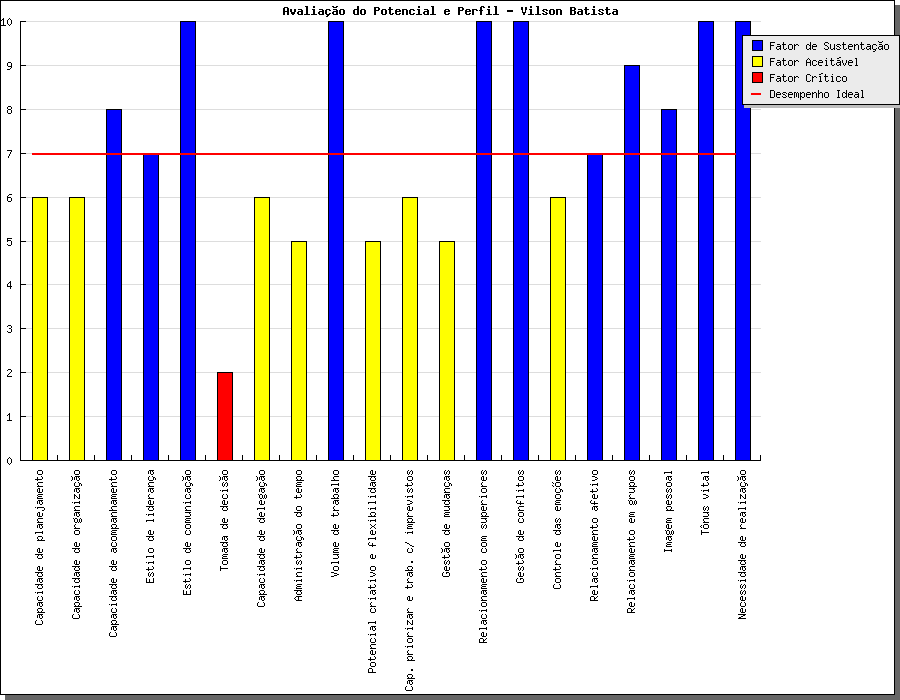 Avaliação do Potencial e Perfil - Vilson Batista
10
9
8
7
6
5
4
3
2
1
0
Fator de Sustentação
Fator Aceitável
Fator Crítico
Desempenho Ideal
Capacidade de planejamento
Capacidade de organização
Capacidade de acompanhamento
Estilo de liderança
Estilo de comunicação
Tomada de decisão
Capacidade de delegação
Administração do tempo
Volume de trabalho
Potencial criativo e flexibilidade
Cap. priorizar e trab. c/ imprevistos
Gestão de mudanças
Relacionamento com superiores
Gestão de conflitos
Controle das emoções
Relacionamento afetivo
Relacionamento em grupos
Imagem pessoal
Tônus vital
Necessidade de realização